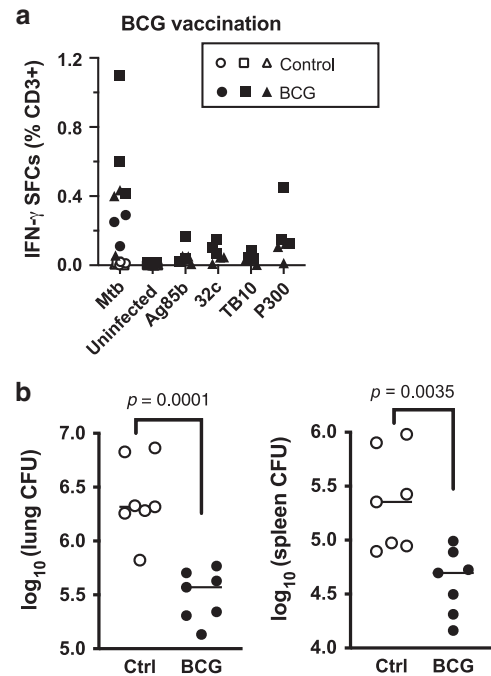 a
BCG vaccination
IFN-γ SFCs (% CD3+)
1.2
0.8
0.4
0.0
Control
BCG
Mtb
Uninfected
Ag85b
32c
TB10
P300
b
p = 0.0001
log10 (lung CFU)
7.0
6.5
6.0
5.5
5.0
Ctrl BCG
p = 0.0035
log10 (spleen CFU)
6.0
5.5
5.0
4.5
4.0
Ctrl BCG